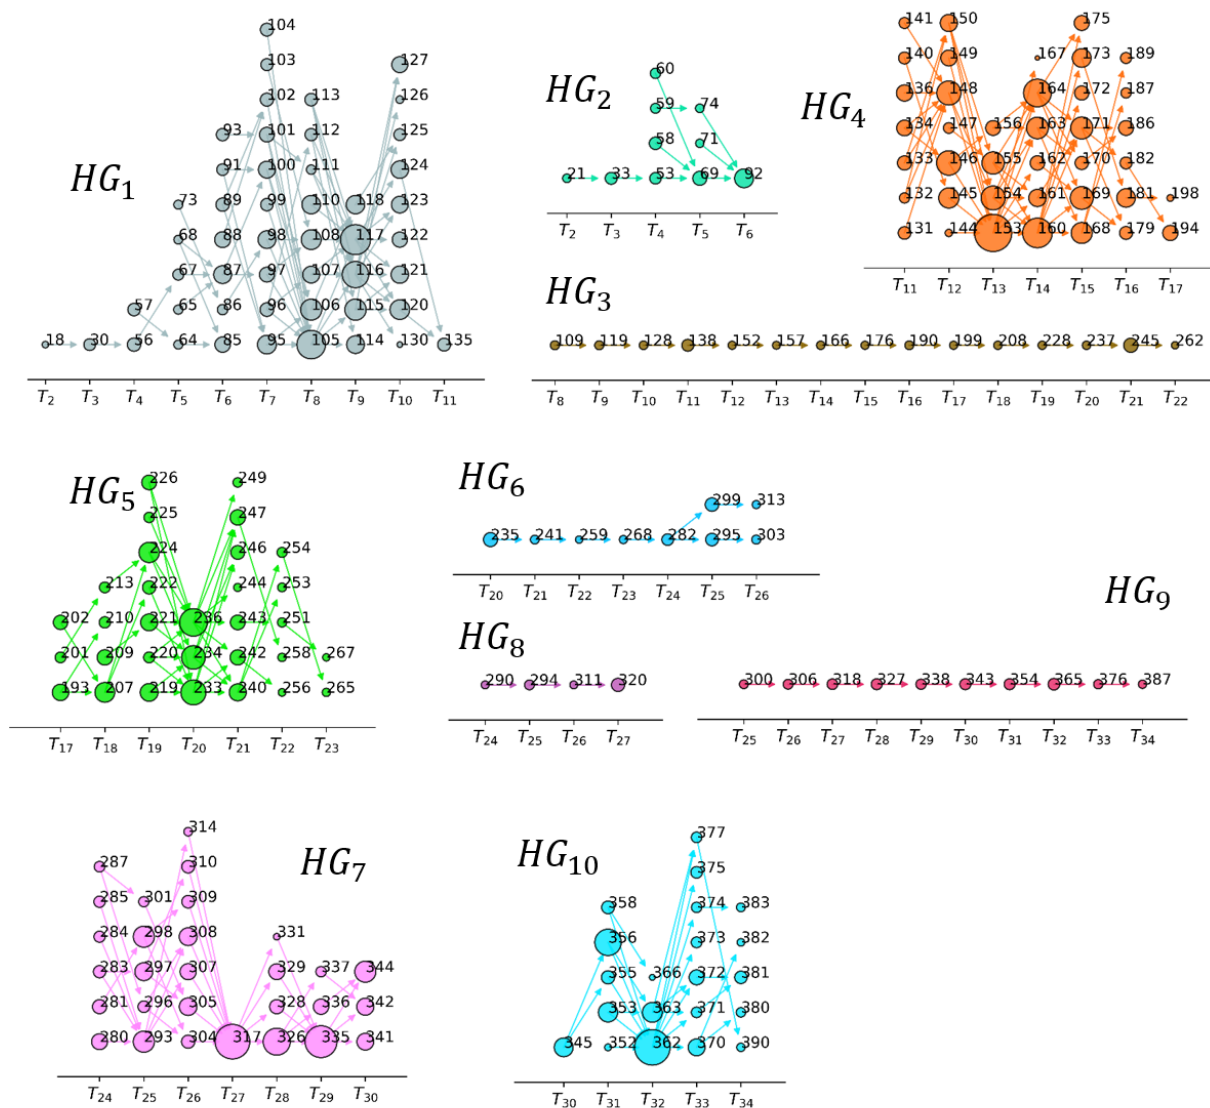 HG1
104
103 127
102 113 126
93 101 112 125
91 100 111 124
73 89 99 110 118 123
68 88 98 108 117 122
67 87 97 107 116 121
57 65 86 96 106 115 120
18 30 56 64 85 95 105 114 130 135
T2 T3 T4 T5 T6 T7 T8 T9 T10 T11
HG2
60
59 74
58 71
21 33 53 69 92
T2 T3 T4 T5 T6
HG4
141 150 175
140 149 167 173 189
136 148 164 172 187
134 147 156 163 171 186
133 146 155 162 170 182
132 145 154 161 169 181 198
131 144 153 160 168 179 194
T11 T12 T13 T14 T15 T16 T17
HG3
109 119 128 138 152 157 166 176 190 199 208 228 237 245 262
T8 T9 T10 T11 T12 T13 T14 T15 T16 T17 T18 T19 T20 T21 T22
HG5
226 249
225 247
224 246 254
213 222 244 253
202 210 221 236 243 251
201 209 220 234 242 258 267
193 207 219 233 240 256 265
T17 T18 T19 T20 T21 T22 T23
HG6
299 313
235 241 259 268 282 295 303
T20 T21 T22 T23 T24 T25 T26
HG8
290 294 311 320
T24 T25 T26 T27
HG9
300 306 318 327 338 343 354 365 376 387
T25 T26 T27 T28 T29 T30 T31 T32 T33 T34
HG7
314
287 310
285 301 309
284 298 308 331
283 297 307 329 337 344
281 296 305 328 336 342
280 293 304 317 326 335 341
T24 T25 T26 T27 T28 T29 T30
HG10
377
375
358 374 383
356 373 382
355 366 372 381
353 363 371 380
345 352 362 370 390
T30 T31 T32 T33 T34